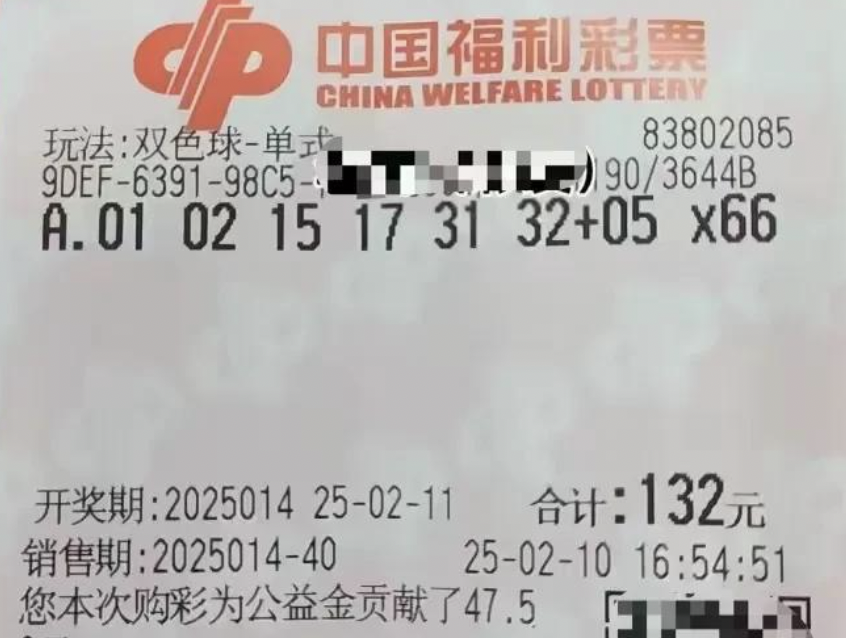 中国福利彩票
CHINA WELFARE LOTTERY
玩法:双色球-单式 83802085
9DEF-6391-98C5- 90/3644B
A.01 02 15 17 31 32+05 x66
开奖期:2025014 25-02-11 合计:132元
销售期:2025014-40 25-02-10 16:54:51
您本次购彩为公益金贡献了47.5